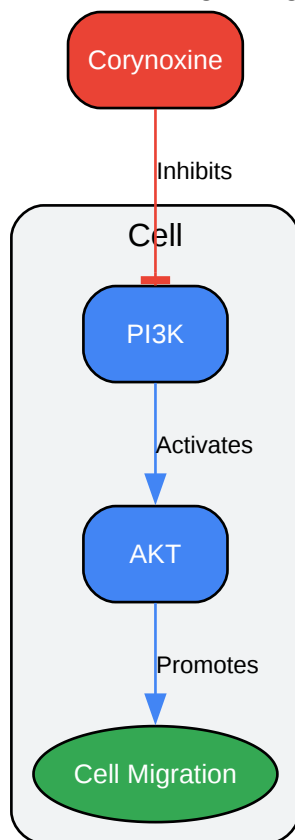 Corynoxine
Inhibits
Cell
PI3K
Activates
AKT
Promotes
Cell Migration